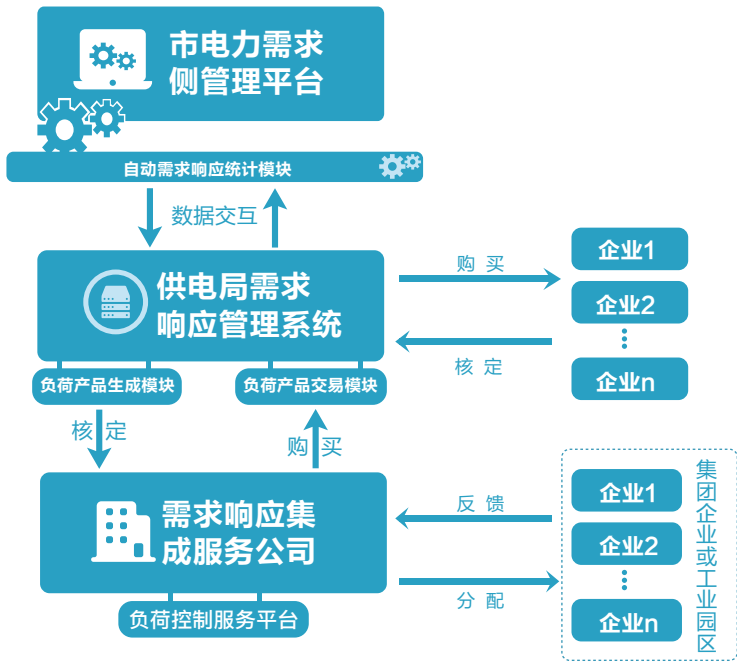 市电力需求
侧管理平台
自动需求响应统计模块
数据交互
供电局需求
响应管理系统
购 买
核 定
企业1
企业2
企业n
负荷产品生成模块
负荷产品交易模块
核 定
购 买
需求响应集
成服务公司
反 馈
分 配
企业1
企业2
企业n
集团企业或工业园区
负荷控制服务平台